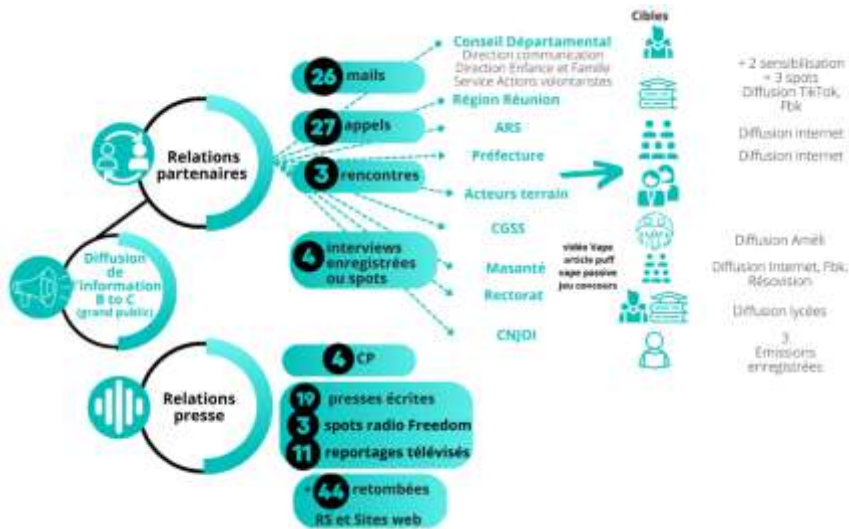 Cibles
26 mails
27 appels
3 rencontres
4 interviews
enregistrées
ou spots
Relations
partenaires
Diffusion
de
l'information
B to C
(grand public)
Relations
presse
4 CP
19 presses écrites
3 spots radio Freedom
11 reportages télévisés
+ 44 retombées
RS et Sites web
Conseil Départemental
Direction communication
Direction Enfance et Famille
Service Actions volontaristes
Région Réunion
ARS
Préfecture
Acteurs terrain
CGSS
Masanté
Rectorat
CNJOI
vidéo Vape
article puff
vape passive
jeu concours
+ 2 sensibilisation
+ 3 spots
Diffusion TikTok,
Fbk
Diffusion internet
Diffusion internet
Diffusion Améli
Diffusion Internet, Fbk,
Résovision
Diffusion lycées
3
Emissions
enregistrées